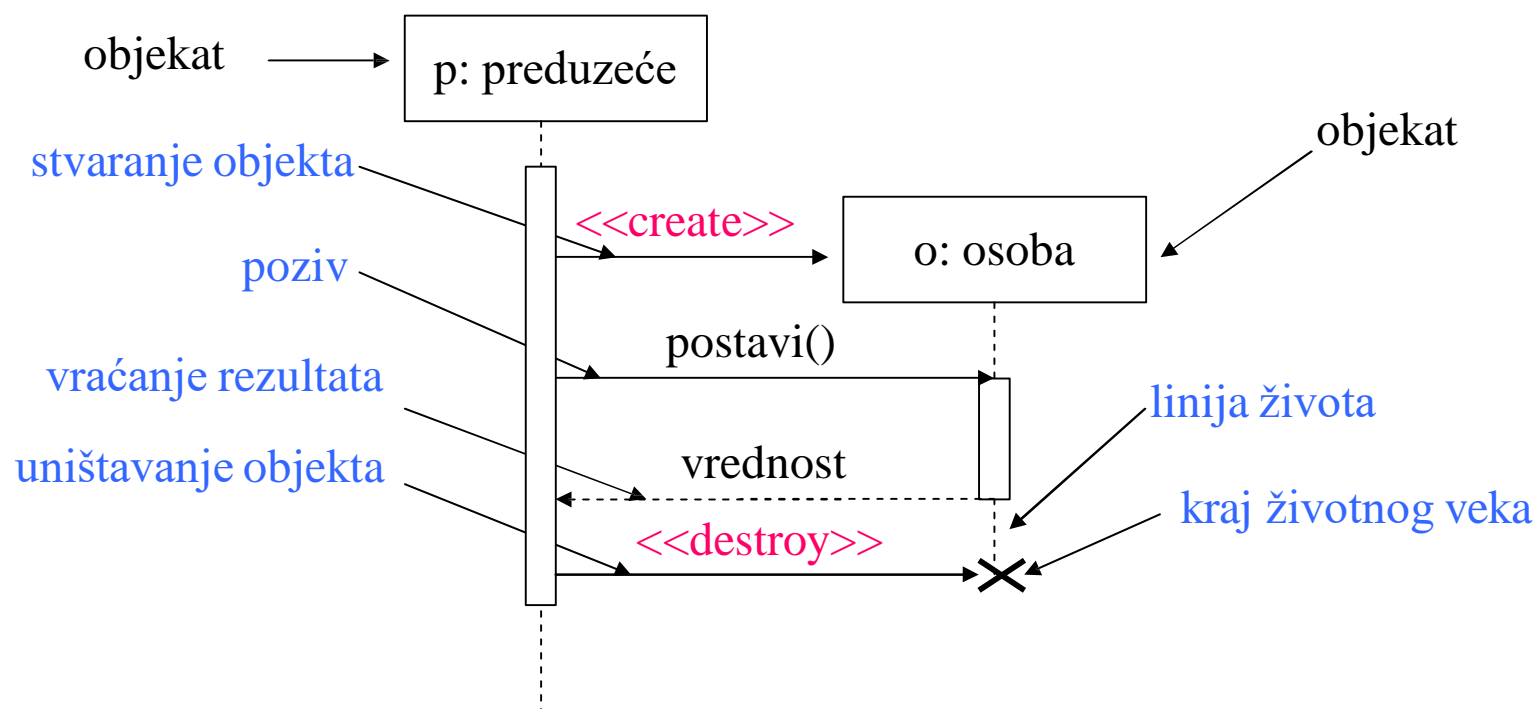 objekat
p: preduzeće
objekat
stvaranje objekta
<<create>>
o: osoba
poziv
postavi()
vraćanje rezultata
linija života
vrednost
uništavanje objekta
kraj životnog veka
<<destroy>>